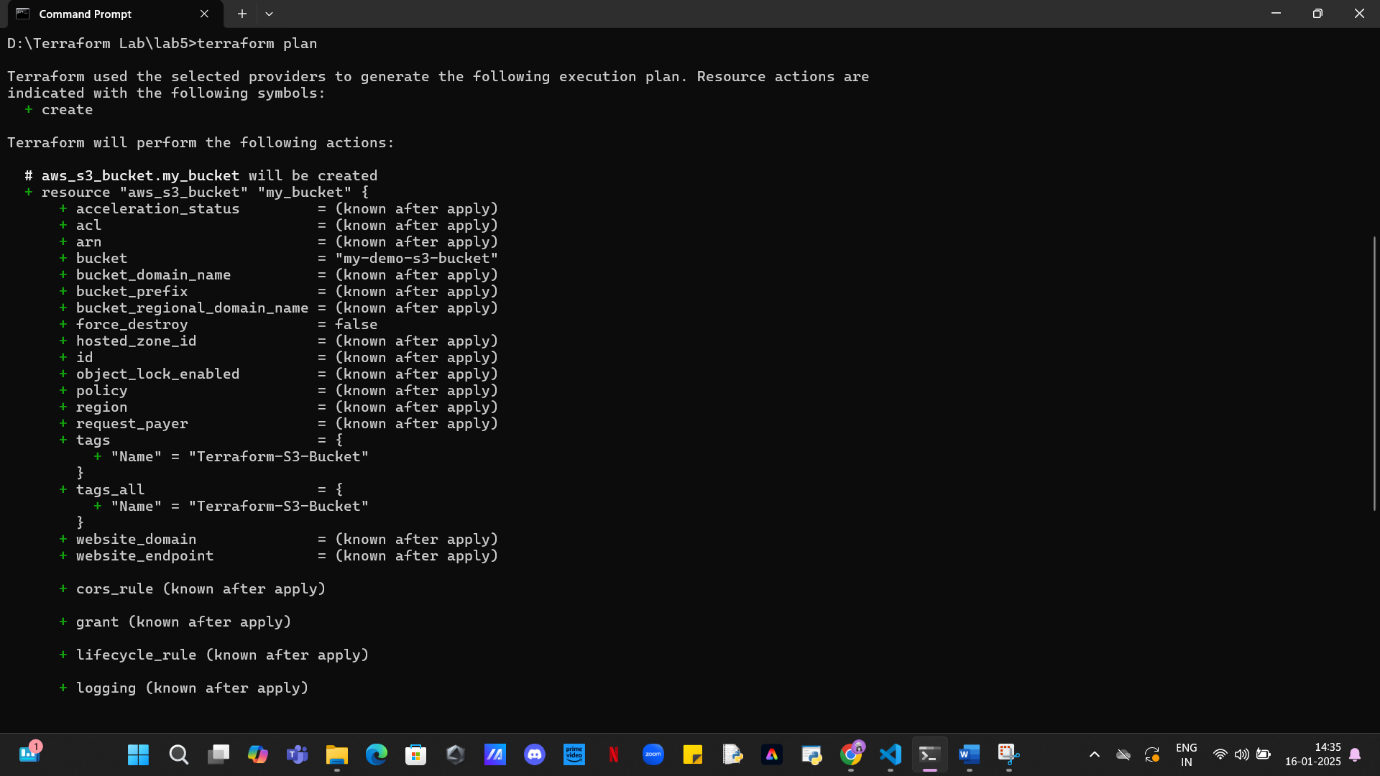 Command Prompt
D:\Terraform Lab\lab5>terraform plan
Terraform used the selected providers to generate the following execution plan. Resource actions are
indicated with the following symbols:
  + create
Terraform will perform the following actions:
  # aws_s3_bucket.my_bucket will be created
  + resource "aws_s3_bucket" "my_bucket" {
      + acceleration_status         = (known after apply)
      + acl                         = (known after apply)
      + arn                         = (known after apply)
      + bucket                      = "my-demo-s3-bucket"
      + bucket_domain_name          = (known after apply)
      + bucket_prefix               = (known after apply)
      + bucket_regional_domain_name = (known after apply)
      + force_destroy               = false
      + hosted_zone_id              = (known after apply)
      + id                          = (known after apply)
      + object_lock_enabled         = (known after apply)
      + policy                      = (known after apply)
      + region                      = (known after apply)
      + request_payer               = (known after apply)
      + tags                        = {
          + "Name" = "Terraform-S3-Bucket"
        }
      + tags_all                    = {
          + "Name" = "Terraform-S3-Bucket"
        }
      + website_domain              = (known after apply)
      + website_endpoint            = (known after apply)
      + cors_rule (known after apply)
      + grant (known after apply)
      + lifecycle_rule (known after apply)
      + logging (known after apply)
1
prime video
N
zoom
W
ENG
IN
14:35
16-01-2025